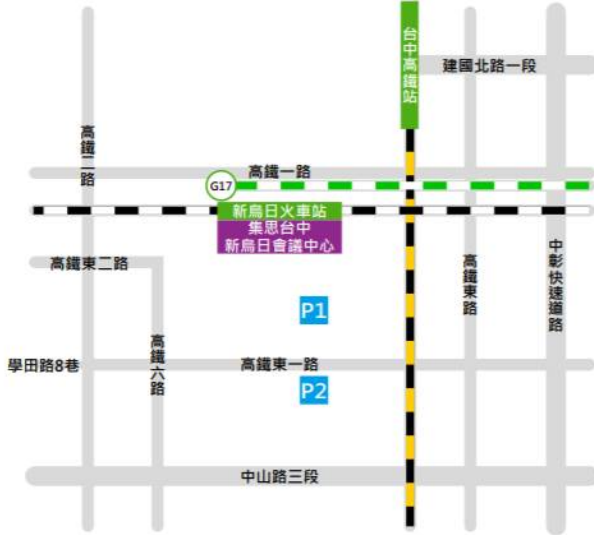 台中高鐵站
建國北路一段
高鐵二路
高鐵一路
G17
新烏日火車站
集思台中
新烏日會議中心
高鐵東二路
高鐵東路
中彰快速道路
P1
高鐵六路
學田路8巷
高鐵東一路
P2
中山路三段